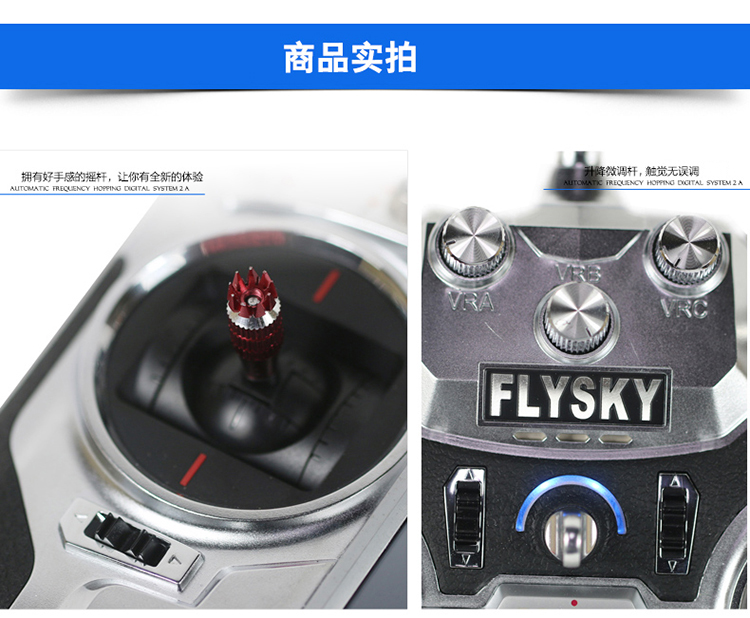 商品实拍
拥有好手感的摇杆，让你有全新的体验
AUTOMATIC FREQUENCY HOPPING DIGITAL SYSTEM 2 A
升降微调杆，触觉无误调
AUTOMATIC FREQUENCY HOPPING DIGITAL SYSTEM 2 A
VRA
VRB
VRC
FLYSKY